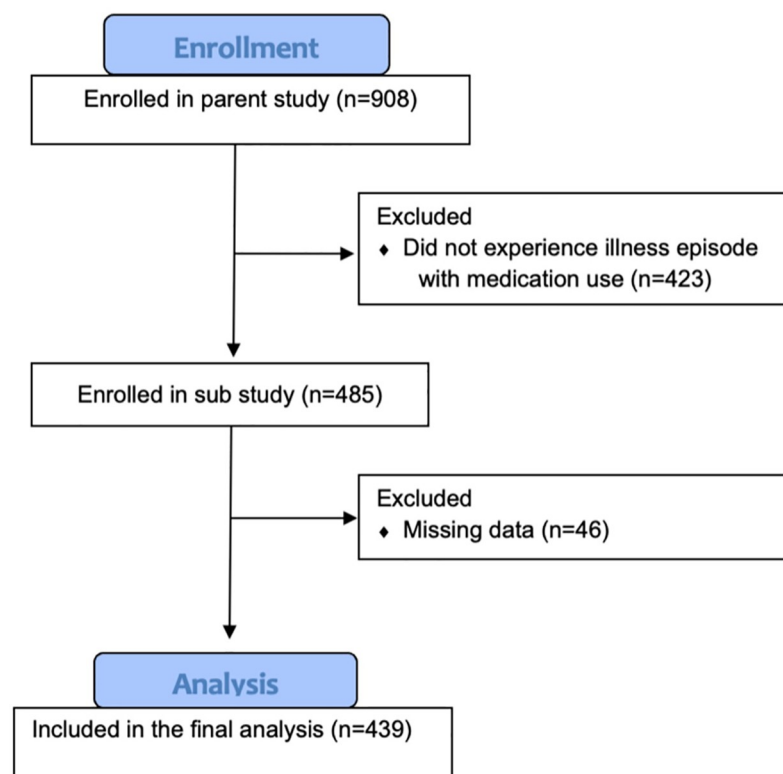 Enrollment
Enrolled in parent study (n=908)
Excluded
♦ Did not experience illness episode
with medication use (n=423)
Enrolled in sub study (n=485)
Excluded
♦ Missing data (n=46)
Analysis
Included in the final analysis (n=439)